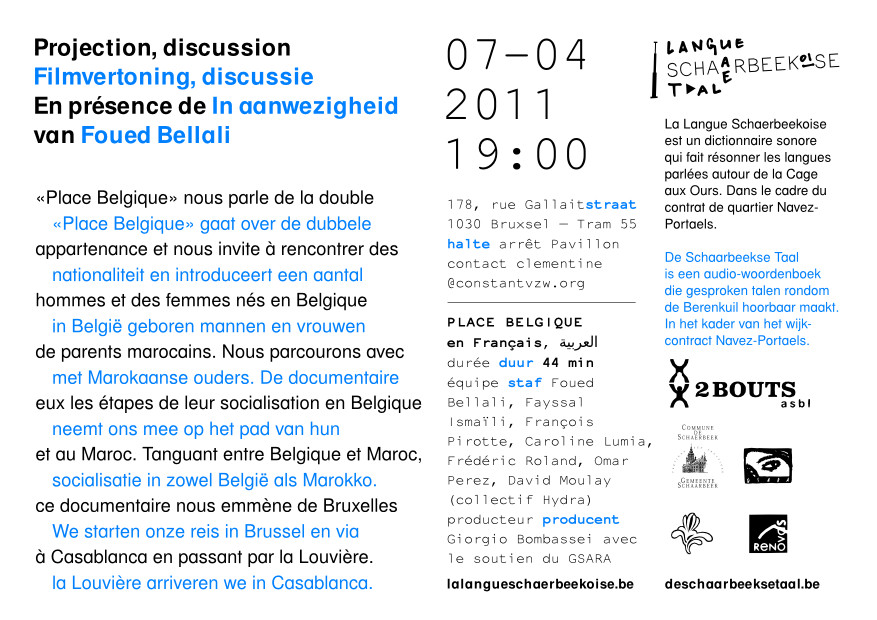 Projection, discussion
Filmvertoning, discussie
En présence de In aanwezigheid
van Foued Bellali
«Place Belgique» nous parle de la double
«Place Belgique» gaat over de dubbele
appartenance et nous invite à rencontrer des
nationaliteit en introduceert een aantal
hommes et des femmes nés en Belgique
in België geboren mannen en vrouwen
de parents marocains. Nous parcourons avec
met Marokaanse ouders. De documentaire
eux les étapes de leur socialisation en Belgique
neemt ons mee op het pad van hun
et au Maroc. Tanguant entre Belgique et Maroc,
socialisatie in zowel België als Marokko.
ce documentaire nous emmène de Bruxelles
We starten onze reis in Brussel en via
à Casablanca en passant par la Louvière.
la Louvière arriveren we in Casablanca.
07–04
2011
19:00
178, rue Gallaitstraat
1030 Bruxsel – Tram 55
halte arrêt Pavillon
contact clementine
@constantvzw.org
PLACE BELGIQUE
en Français, العربية
durée duur 44 min
équipe staf Foued
Bellali, Fayssal
Ismaïli, François
Pirotte, Caroline Lumia,
Frédéric Roland, Omar
Perez, David Moulay
(collectif Hydra)
producteur producent
Giorgio Bombassei avec
le soutien du GSARA
lalangueschaerbeekoise.be
LANGUE
SCHAARBEEKOISE
TAAL
La Langue Schaerbeekoise
est un dictionnaire sonore
qui fait résonner les langues
parlées autour de la Cage
aux Ours. Dans le cadre du
contrat de quartier Navez-
Portaels.
De Schaarbeekse Taal
is een audio-woordenboek
die gesproken talen rondom
de Berenkuil hoorbaar maakt.
In het kader van het wijk-
contract Navez-Portaels.
2BOUTS
asbl
COMMUNE
DE
SCHAERBEEK
GEMEENTE
SCHAARBEEK
RENOVAS
deschaarbeeksetaal.be